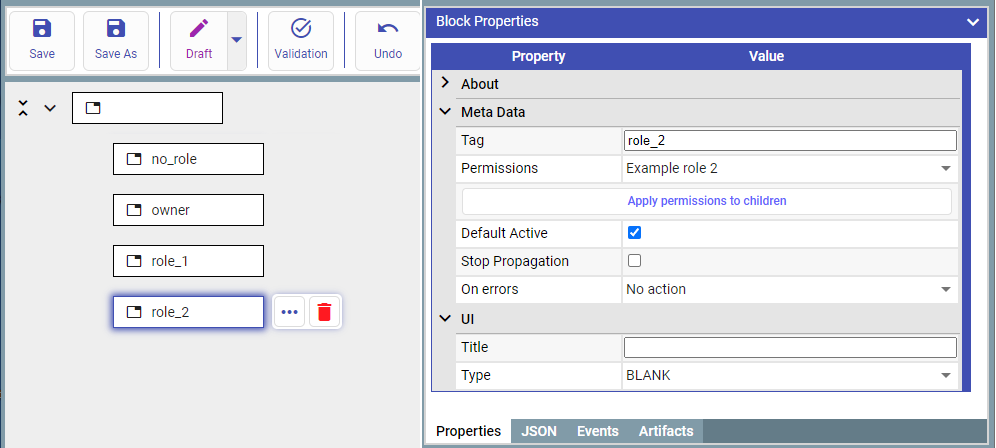 Save
Save As
Draft
Validation
Undo
no_role
owner
role_1
role_2
Block Properties
Property Value
About
Meta Data
Tag role_2
Permissions Example role 2
Apply permissions to children
Default Active
Stop Propagation
On errors No action
UI
Title
Type BLANK
Properties JSON Events Artifacts